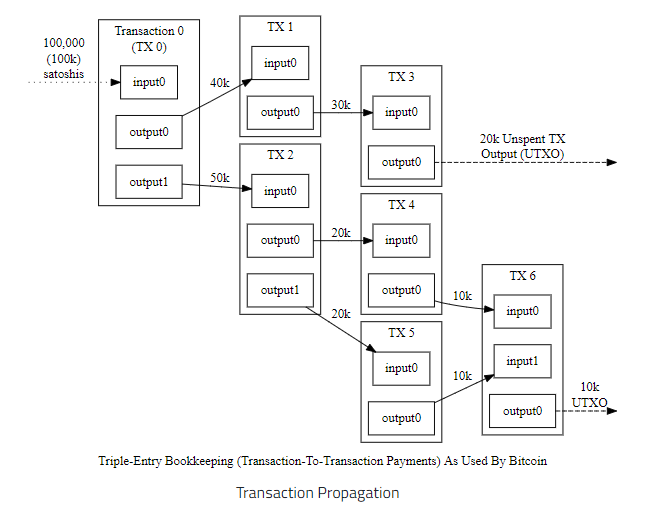 100,000
(100k)
satoshis
Transaction 0
(TX 0)
input0
output0
output1
40k
50k
TX 1
input0
output0
30k
TX 2
input0
output0
output1
20k
20k
TX 3
input0
output0
20k Unspent TX
Output (UTXO)
TX 4
input0
output0
10k
TX 5
input0
output0
10k
TX 6
input0
input1
output0
10k
UTXO
Triple-Entry Bookkeeping (Transaction-To-Transaction Payments) As Used By Bitcoin
Transaction Propagation